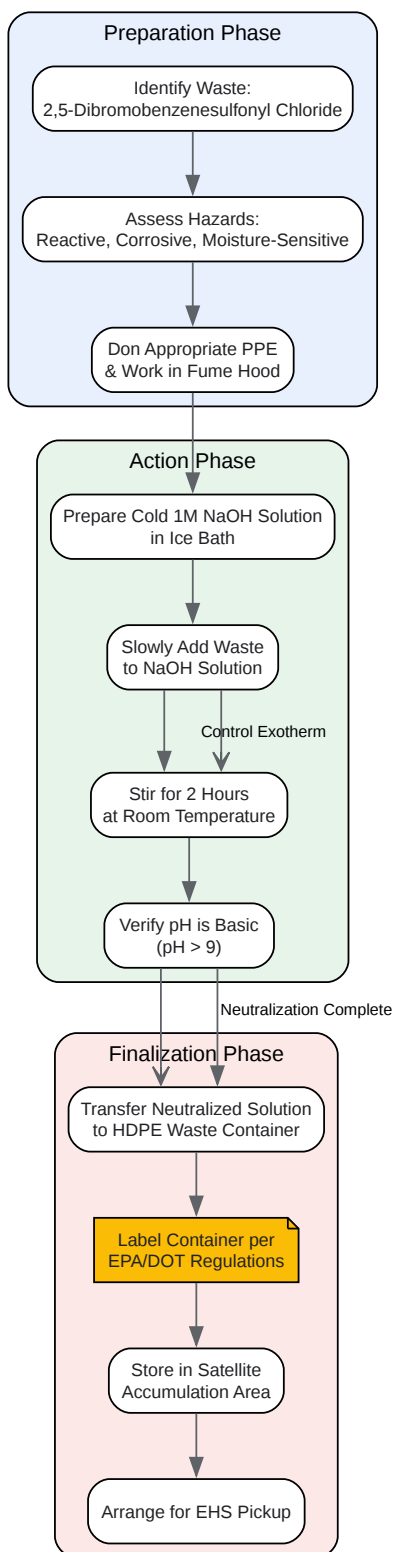 Preparation Phase
Identify Waste:
2,5-Dibromobenzenesulfonyl Chloride
Assess Hazards:
Reactive, Corrosive, Moisture-Sensitive
Don Appropriate PPE
& Work in Fume Hood
Action Phase
Prepare Cold 1M NaOH Solution
in Ice Bath
Slowly Add Waste
to NaOH Solution
Control Exotherm
Stir for 2 Hours
at Room Temperature
Verify pH is Basic
(pH > 9)
Neutralization Complete
Finalization Phase
Transfer Neutralized Solution
to HDPE Waste Container
Label Container per
EPA/DOT Regulations
Store in Satellite
Accumulation Area
Arrange for EHS Pickup